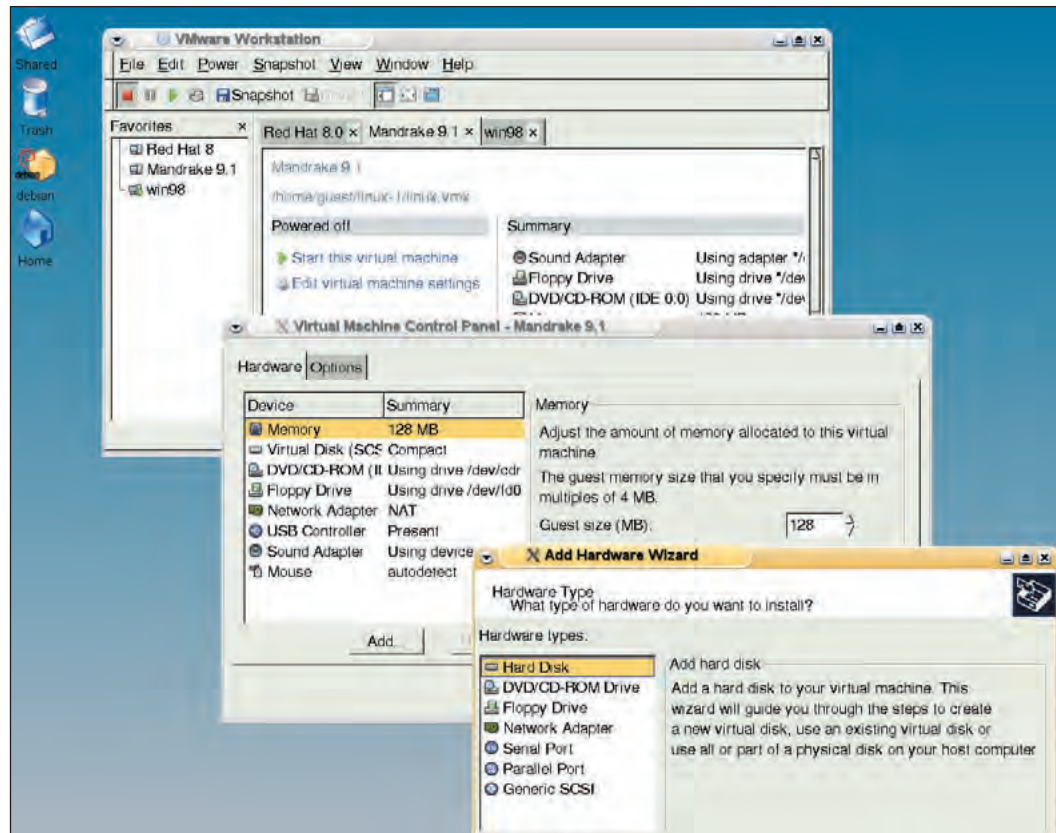 Shared
Trash
debian
Home
VMware Workstation
File Edit Power Snapshot View Window Help
Snapshot
Favorites ×
Red Hat 8
Mandrake 9.1
win98
Red Hat 8.0 × Mandrake 9.1 × win98 ×
Mandrake 9.1
/home/guest/linux-1/linux.vmx
Powered off
Start this virtual machine
Edit virtual machine settings
Summary
Sound Adapter Using adapter "/
Floppy Drive Using drive "/dev
DVD/CD-ROM (IDE 0:0) Using drive "/dev
Virtual Machine Control Panel - Mandrake 9.1
Hardware Options
Device Summary
Memory 128 MB
Virtual Disk (SCS Compact
DVD/CD-ROM (II Using drive /dev/cdr
Floppy Drive Using drive /dev/fd0
Network Adapter NAT
USB Controller Present
Sound Adapter Using device
Mouse autodetect
Add...
Memory
Adjust the amount of memory allocated to this virtual
machine
The guest memory size that you specify must be in
multiples of 4 MB.
Guest size (MB): 128
Add Hardware Wizard
Hardware Type
What type of hardware do you want to install?
Hardware types:
Hard Disk
DVD/CD-ROM Drive
Floppy Drive
Network Adapter
Serial Port
Parallel Port
Generic SCSI
Add hard disk
Add a hard disk to your virtual machine. This
wizard will guide you through the steps to create
a new virtual disk, use an existing virtual disk or
use all or part of a physical disk on your host computer